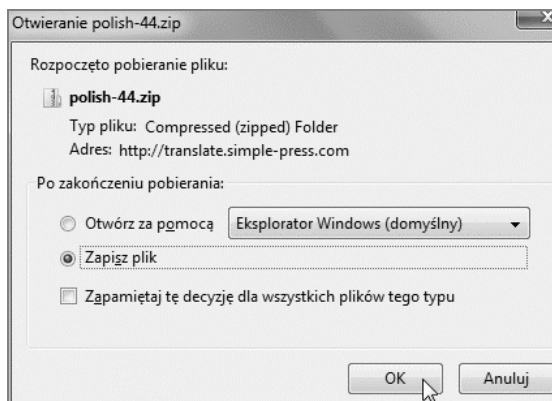 Otwieranie polish-44.zip
Rozpoczęto pobieranie pliku:
polish-44.zip
Typ pliku: Compressed (zipped) Folder
Adres: http://translate.simple-press.com
Po zakończeniu pobierania:
Otwórz za pomocą Eksplorator Windows (domyślny)
Zapisz plik
Zapamiętaj tę decyzję dla wszystkich plików tego typu
OK Anuluj